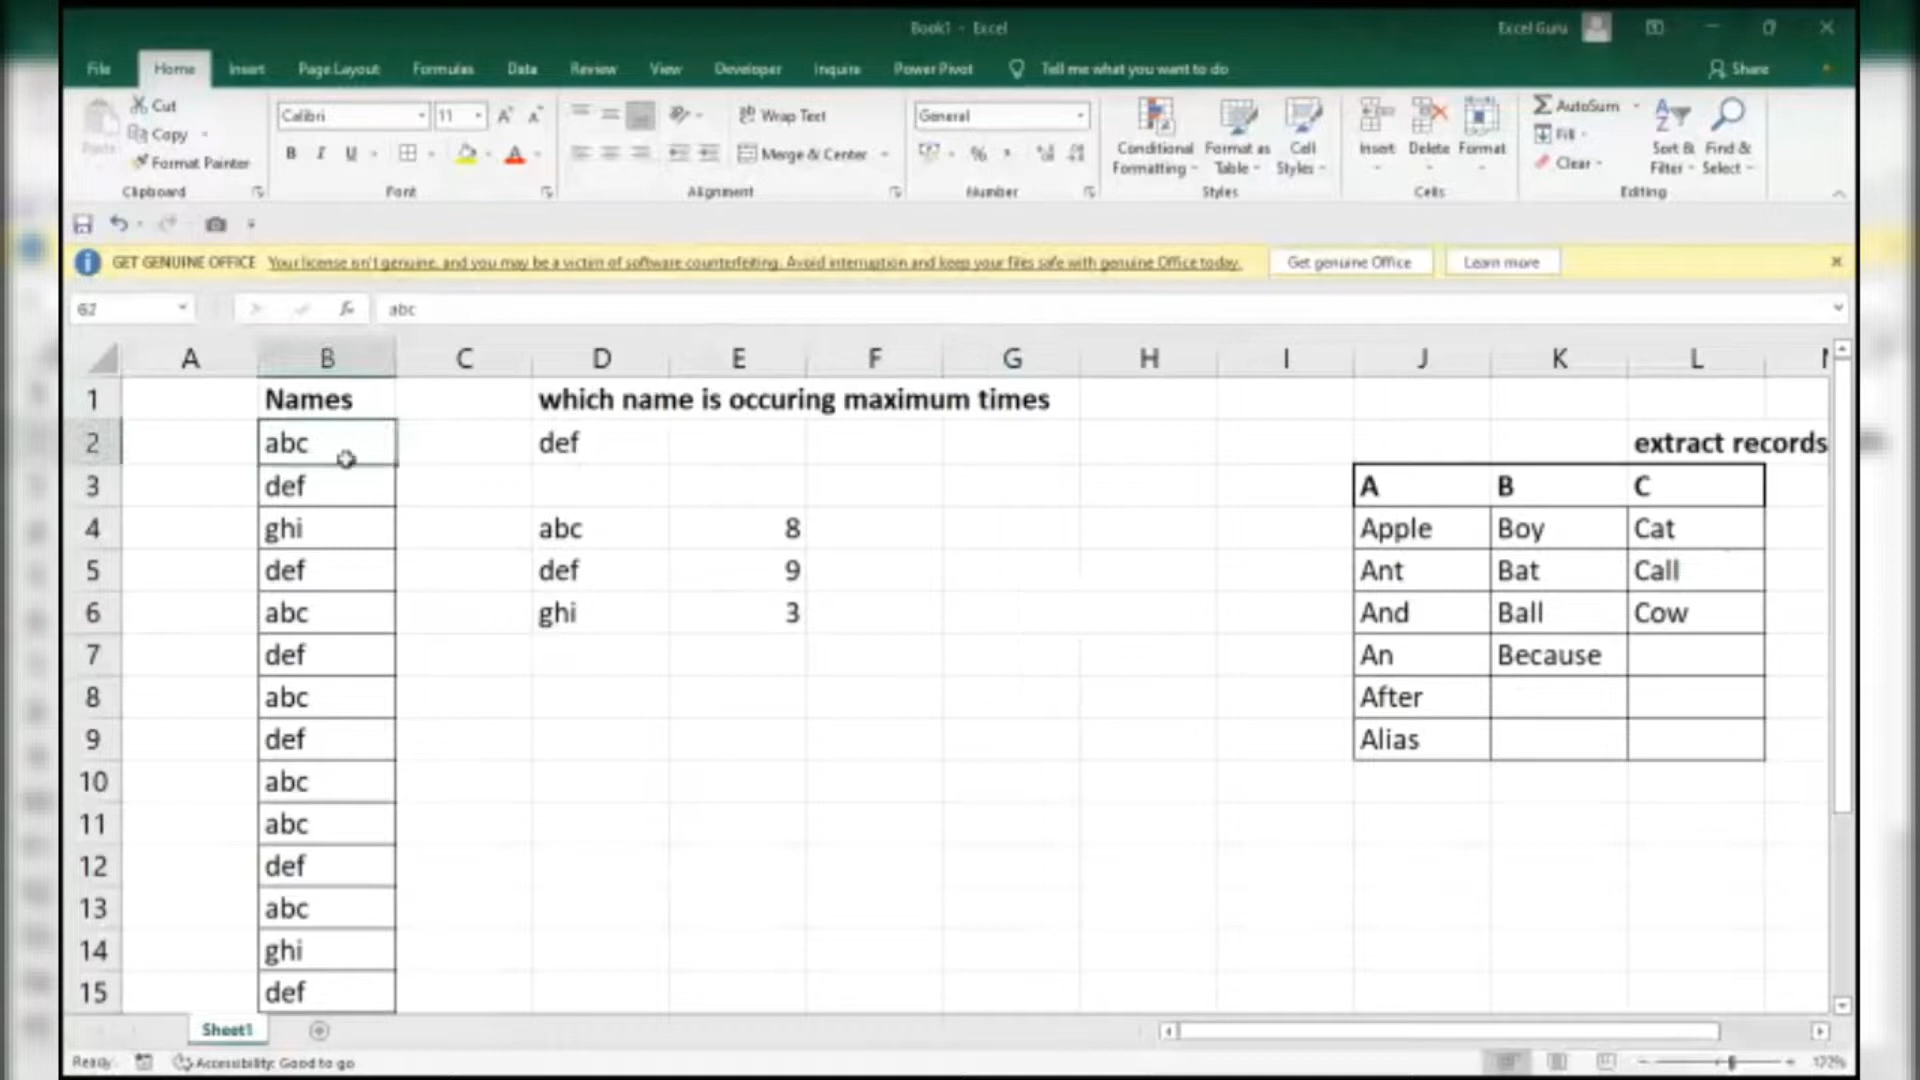 Book1 - Excel
Excel Guru
File Home Insert Page Layout Formulas Data Review View Developer Inquire Power Pivot Tell me what you want to do Share
Cut
Copy
Format Painter
Paste
Clipboard
Calibri 11
B I U
Font
Wrap Text
Merge & Center
Alignment
General
Number
Conditional Formatting
Format as Table
Cell Styles
Styles
Insert Delete Format
Cells
AutoSum
Fill
Clear
Sort & Filter
Find & Select
Editing
GET GENUINE OFFICE Your license isn't genuine, and you may be a victim of software counterfeiting. Avoid interruption and keep your files safe with genuine Office today. Get genuine Office Learn more
fx abc
A B C D E F G H I J K L
1 Names which name is occuring maximum times
2 abc def extract records
3 def A B C
4 ghi abc 8 Apple Boy Cat
5 def def 9 Ant Bat Call
6 abc ghi 3 And Ball Cow
7 def An Because
8 abc After
9 def Alias
10 abc
11 abc
12 def
13 abc
14 ghi
15 def
Sheet1
Ready Accessibility: Good to go